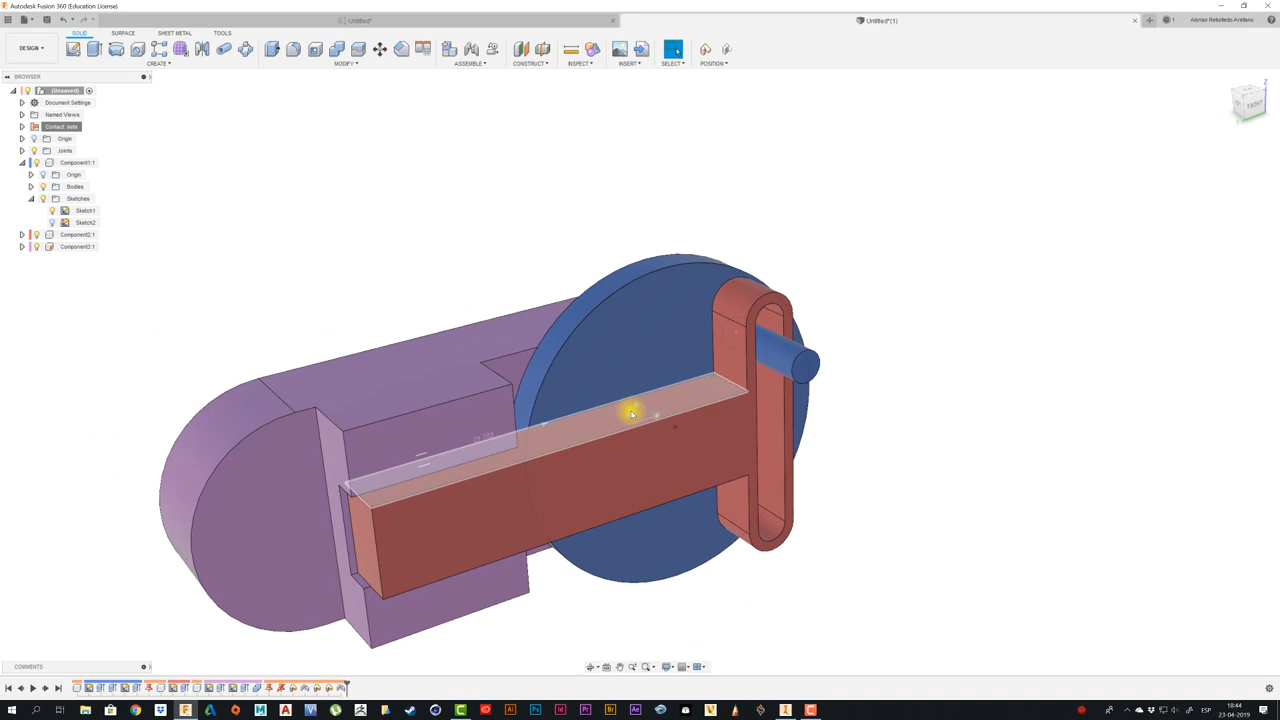 Autodesk Fusion 360 (Education License)
Untitled*
Untitled*(1)
1
Alimser Rebolledo Arellano
DESIGN
SOLID
SURFACE
SHEET METAL
TOOLS
CREATE
MODIFY
ASSEMBLE
CONSTRUCT
INSPECT
INSERT
SELECT
POSITION
BROWSER
(Unsaved)
Document Settings
Named Views
Contact sets
Origin
Joints
Component1:1
Origin
Bodies
Sketches
Sketch1
Sketch2
Component2:1
Component3:1
FRONT
Z
COMMENTS
ESP
18:44
23-04-2019